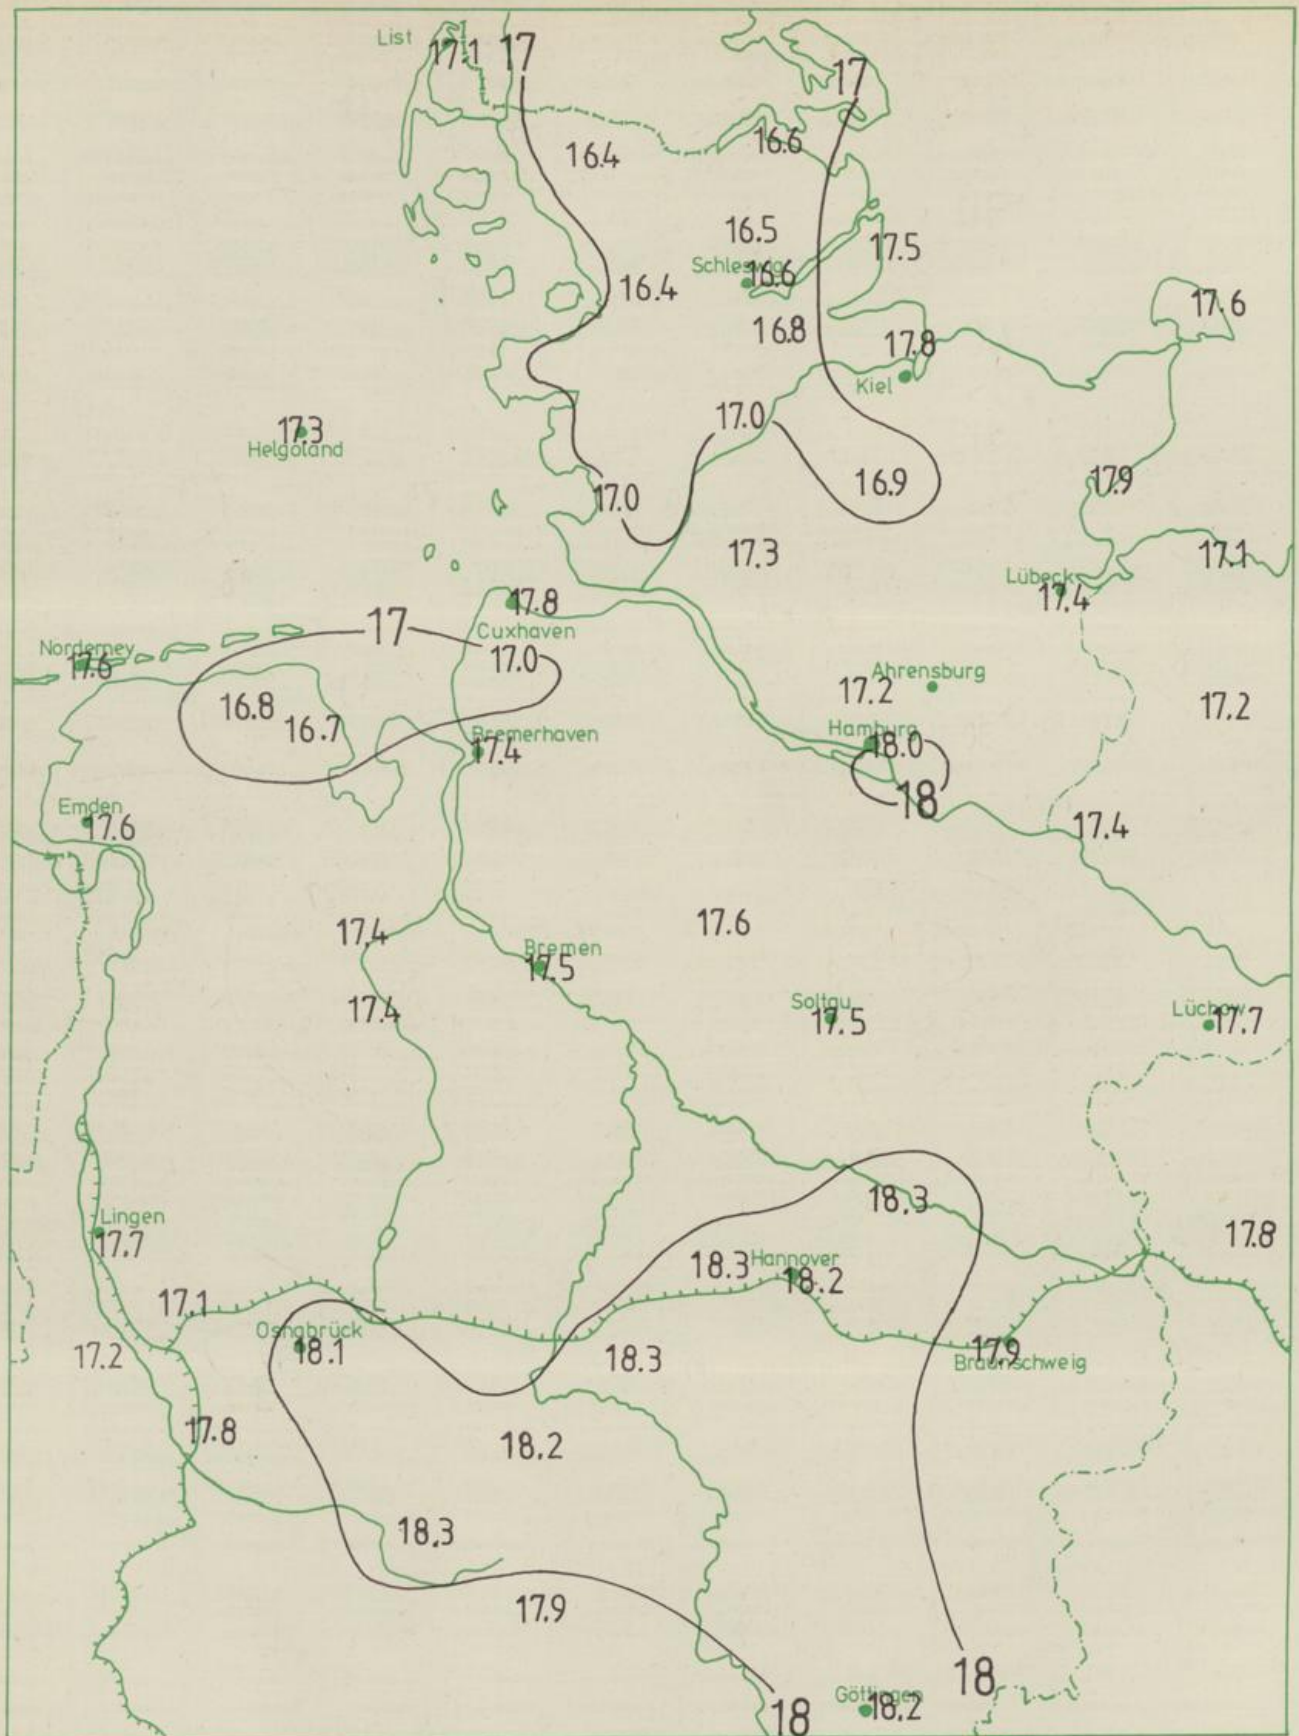 List
17.1
17
17
16.4
16.6
16.5
17.5
Schleswig
16.6
16.4
17.6
16.8
17.8
Kiel
17.0
17.3
Helgoland
16.9
17.9
17.0
17.3
17.1
Lübeck
17.4
17.8
Cuxhaven
17
Norderney
17.6
17.0
Ahrensburg
17.2
16.8
16.7
17.2
Bremerhaven
17.4
Hamburg
18.0
18
Emden
17.6
17.4
17.4
17.6
Bremen
17.5
17.4
Soltau
17.5
Lüchow
17.7
18.3
Lingen
17.7
17.8
18.3
Hannover
18.2
17.1
Osnabrück
18.1
17.2
18.3
17.9
Braunschweig
17.8
18.2
18.3
17.9
18
18
Göttingen
18.2